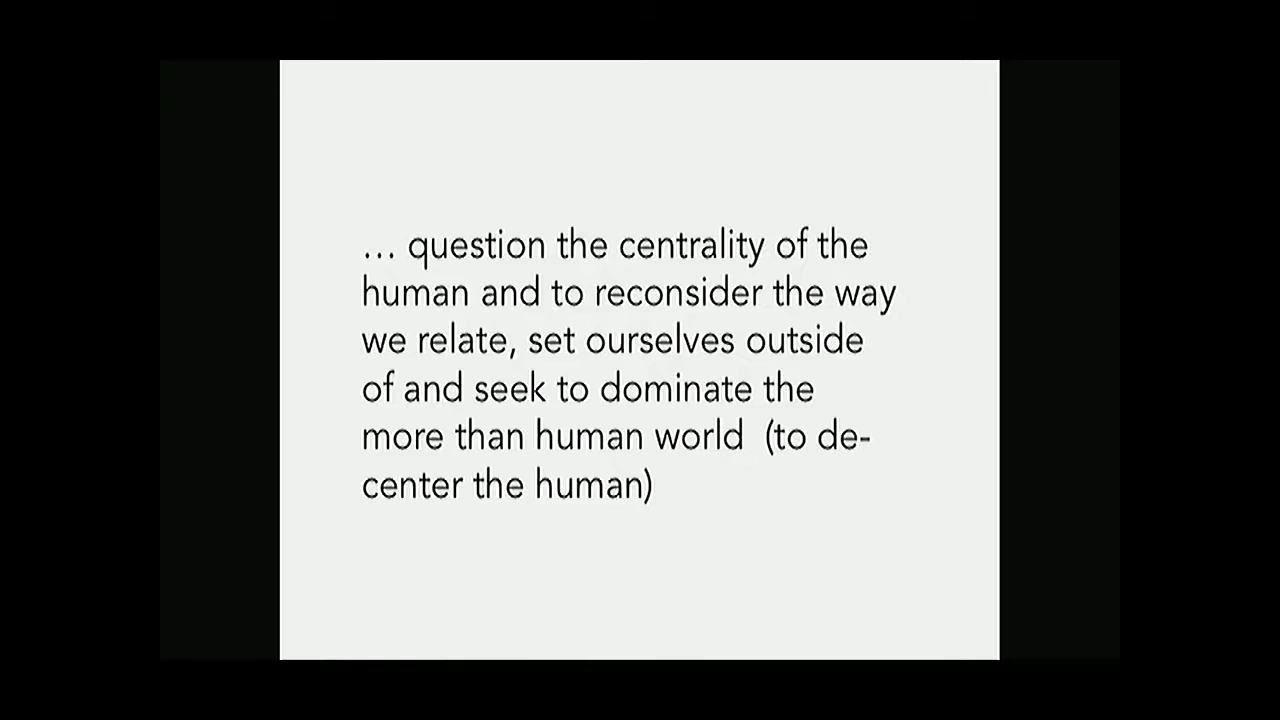 … question the centrality of the
human and to reconsider the way
we relate, set ourselves outside
of and seek to dominate the
more than human world  (to de-
center the human)